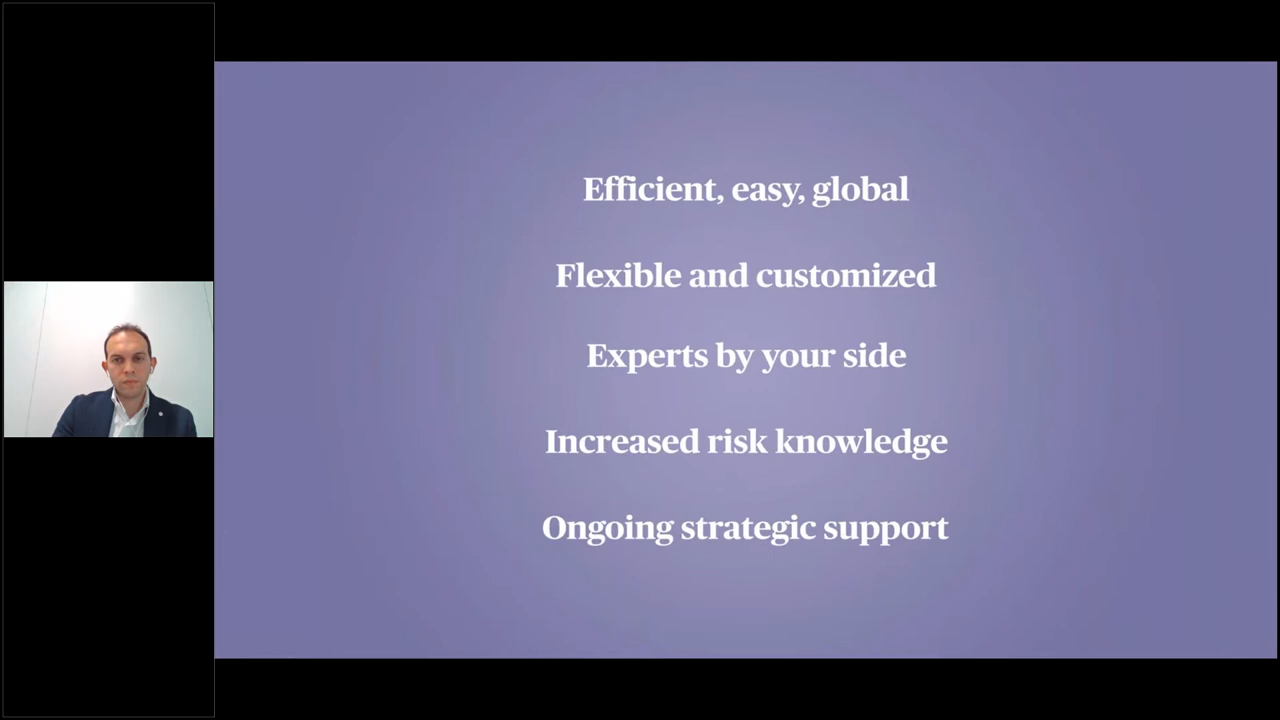 Efficient, easy, global
Flexible and customized
Experts by your side
Increased risk knowledge
Ongoing strategic support